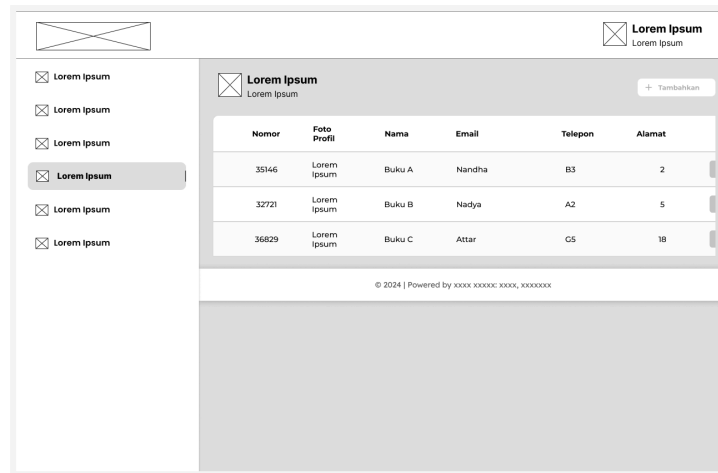 Lorem Ipsum
Lorem Ipsum
Lorem Ipsum
Lorem Ipsum
Lorem Ipsum
Lorem Ipsum
Lorem Ipsum
Lorem Ipsum
Lorem Ipsum
Lorem Ipsum
+ Tambahkan
Nomor Foto Profil Nama Email Telepon Alamat
35146 Lorem Ipsum Buku A Nandha B3 2
32721 Lorem Ipsum Buku B Nadya A2 5
36829 Lorem Ipsum Buku C Attar G5 18
© 2024 | Powered by xxxx xxxxx: xxxx, xxxxxxx